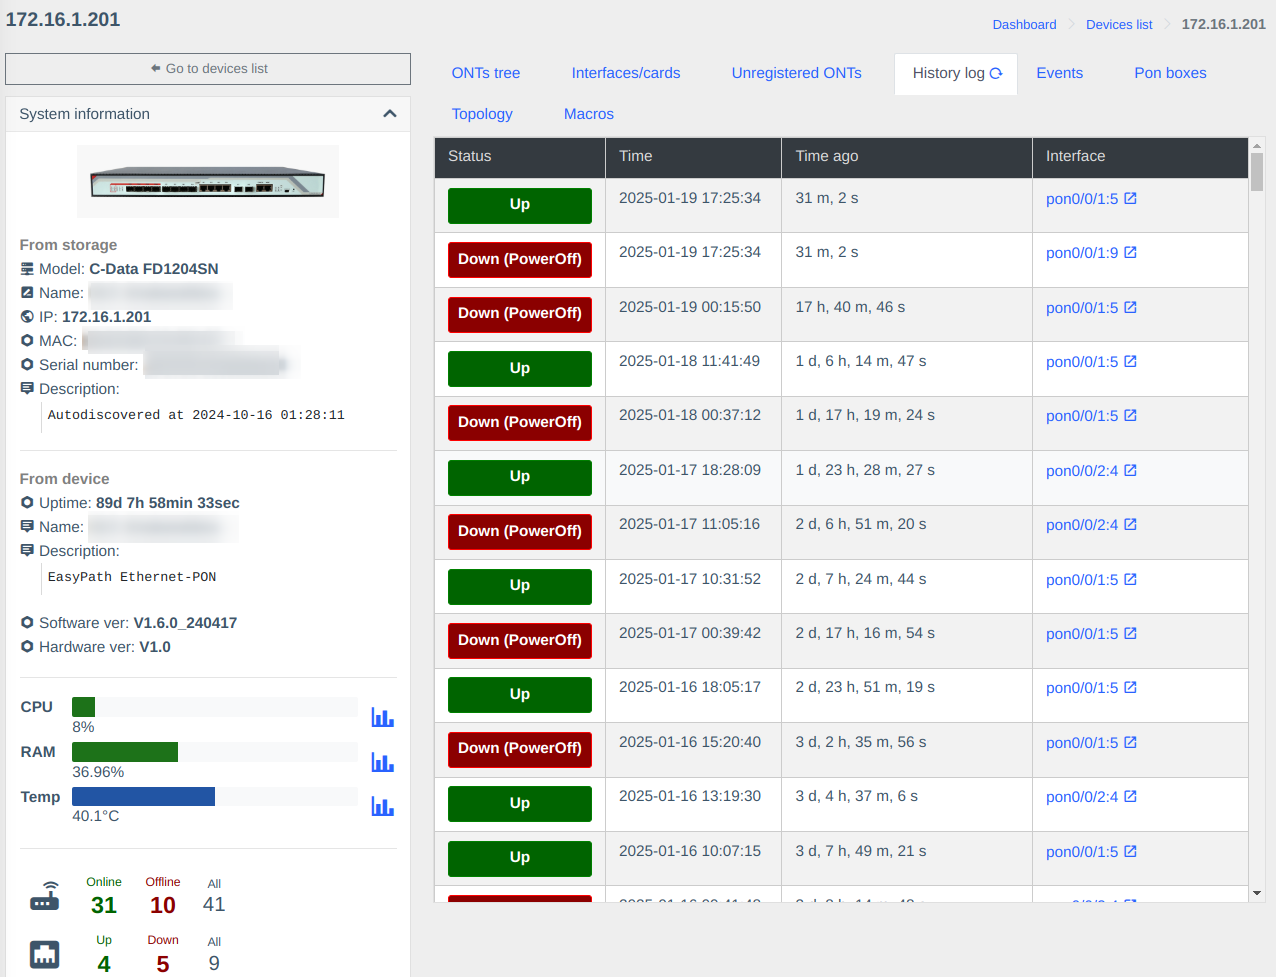 172.16.1.201
Dashboard Devices list 172.16.1.201
Go to devices list
System information
From storage
Model: C-Data FD1204SN
Name:
IP: 172.16.1.201
MAC:
Serial number:
Description:
Autodiscovered at 2024-10-16 01:28:11
From device
Uptime: 89d 7h 58min 33sec
Name:
Description:
EasyPath Ethernet-PON
Software ver: V1.6.0_240417
Hardware ver: V1.0
CPU
8%
RAM
36.96%
Temp
40.1°C
Online Offline All
31 10 41
Up Down All
4 5 9
ONTs tree Interfaces/cards Unregistered ONTs History log Events Pon boxes
Topology Macros
Status Time Time ago Interface
Up 2025-01-19 17:25:34 31 m, 2 s pon0/0/1:5
Down (PowerOff) 2025-01-19 17:25:34 31 m, 2 s pon0/0/1:9
Down (PowerOff) 2025-01-19 00:15:50 17 h, 40 m, 46 s pon0/0/1:5
Up 2025-01-18 11:41:49 1 d, 6 h, 14 m, 47 s pon0/0/1:5
Down (PowerOff) 2025-01-18 00:37:12 1 d, 17 h, 19 m, 24 s pon0/0/1:5
Up 2025-01-17 18:28:09 1 d, 23 h, 28 m, 27 s pon0/0/2:4
Down (PowerOff) 2025-01-17 11:05:16 2 d, 6 h, 51 m, 20 s pon0/0/2:4
Up 2025-01-17 10:31:52 2 d, 7 h, 24 m, 44 s pon0/0/1:5
Down (PowerOff) 2025-01-17 00:39:42 2 d, 17 h, 16 m, 54 s pon0/0/1:5
Up 2025-01-16 18:05:17 2 d, 23 h, 51 m, 19 s pon0/0/1:5
Down (PowerOff) 2025-01-16 15:20:40 3 d, 2 h, 35 m, 56 s pon0/0/1:5
Up 2025-01-16 13:19:30 3 d, 4 h, 37 m, 6 s pon0/0/2:4
Up 2025-01-16 10:07:15 3 d, 7 h, 49 m, 21 s pon0/0/1:5